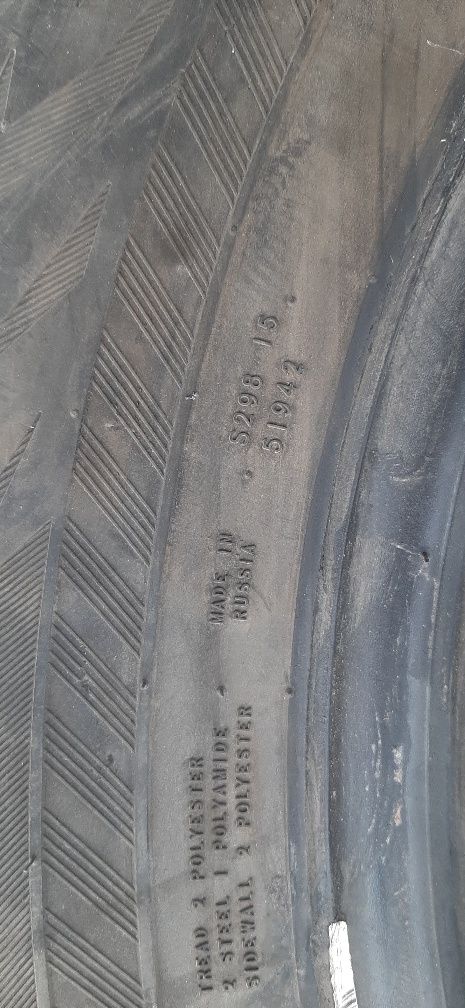 TREAD 2 POLYESTER
2 STEEL 1 POLYAMIDE
SIDEWALL 2 POLYESTER
MADE IN
RUSSIA
S298 15
51942